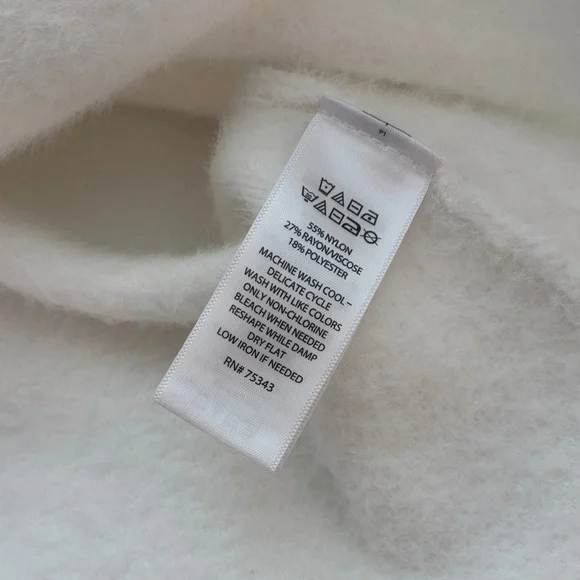 55% NYLON
27% RAYON/VISCOSE
18% POLYESTER
MACHINE WASH COOL–
DELICATE CYCLE
WASH WITH LIKE COLORS
ONLY NON-CHLORINE
BLEACH WHEN NEEDED
RESHAPE WHILE DAMP
DRY FLAT
LOW IRON IF NEEDED
RN# 75343